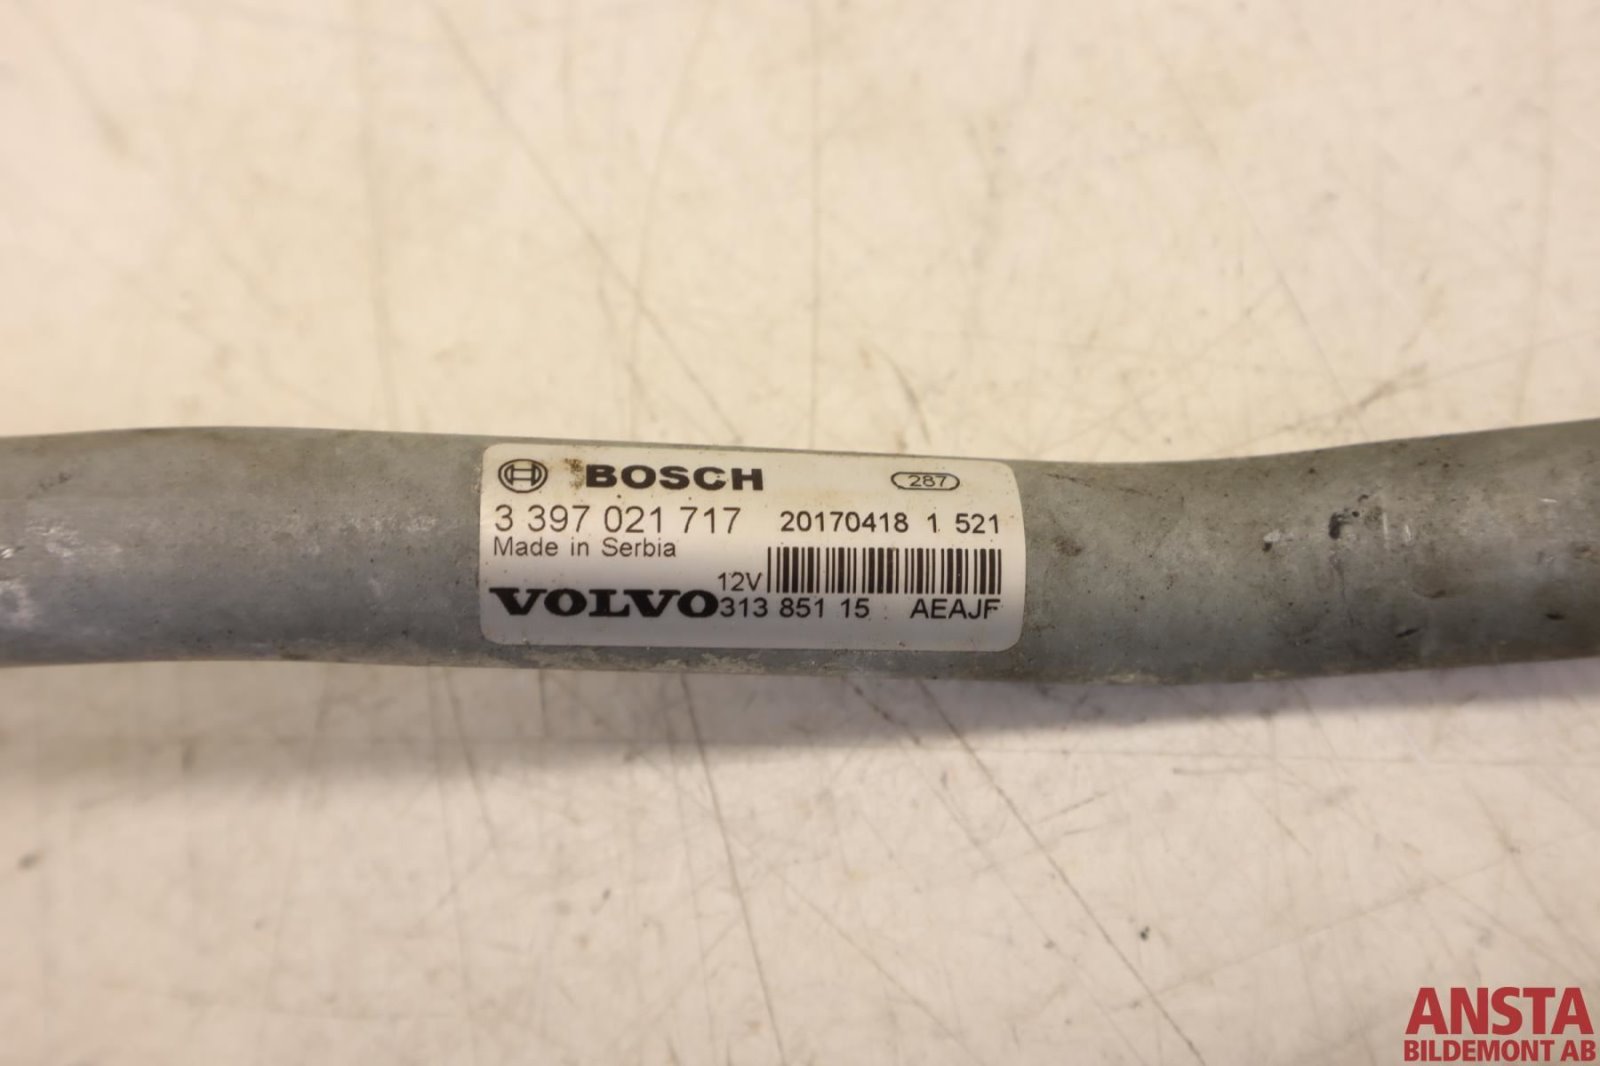 BOSCH 287
3 397 021 717 20170418 1 521
Made in Serbia
12V
VOLVO 313 851 15 AEAJF
ANSTA
BILDEMONT AB